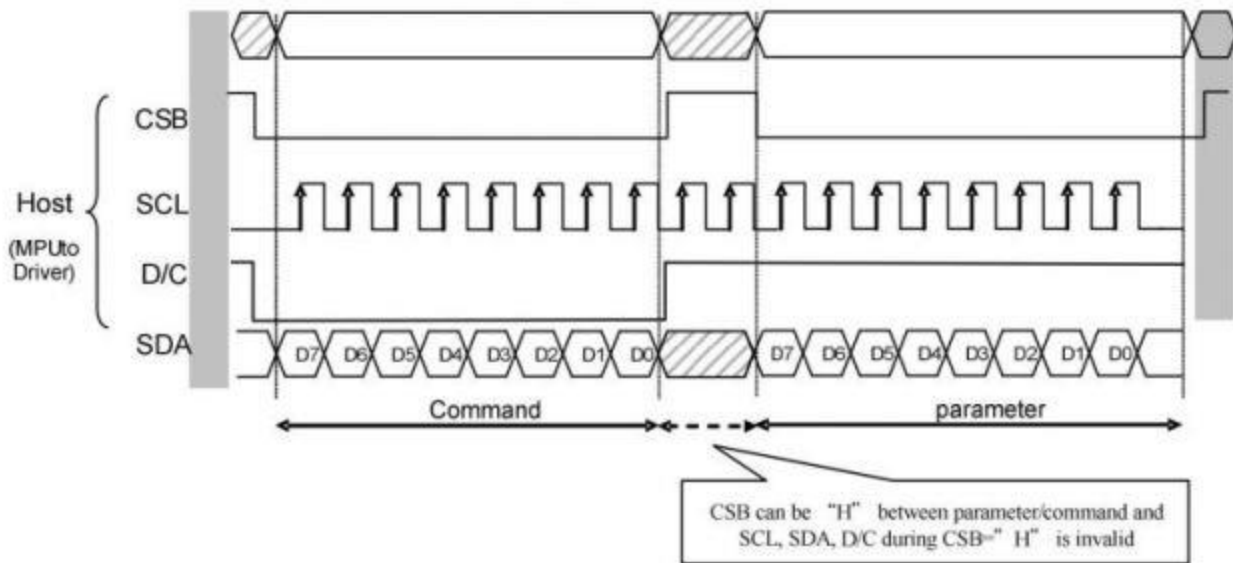 CSB
SCL
Host
(MPUto
Driver)
D/C
SDA
D7 D6 D5 D4 D3 D2 D1 D0 D7 D6 D5 D4 D3 D2 D1 D0
Command parameter
CSB can be “H” between parameter/command and
SCL, SDA, D/C during CSB=” H” is invalid